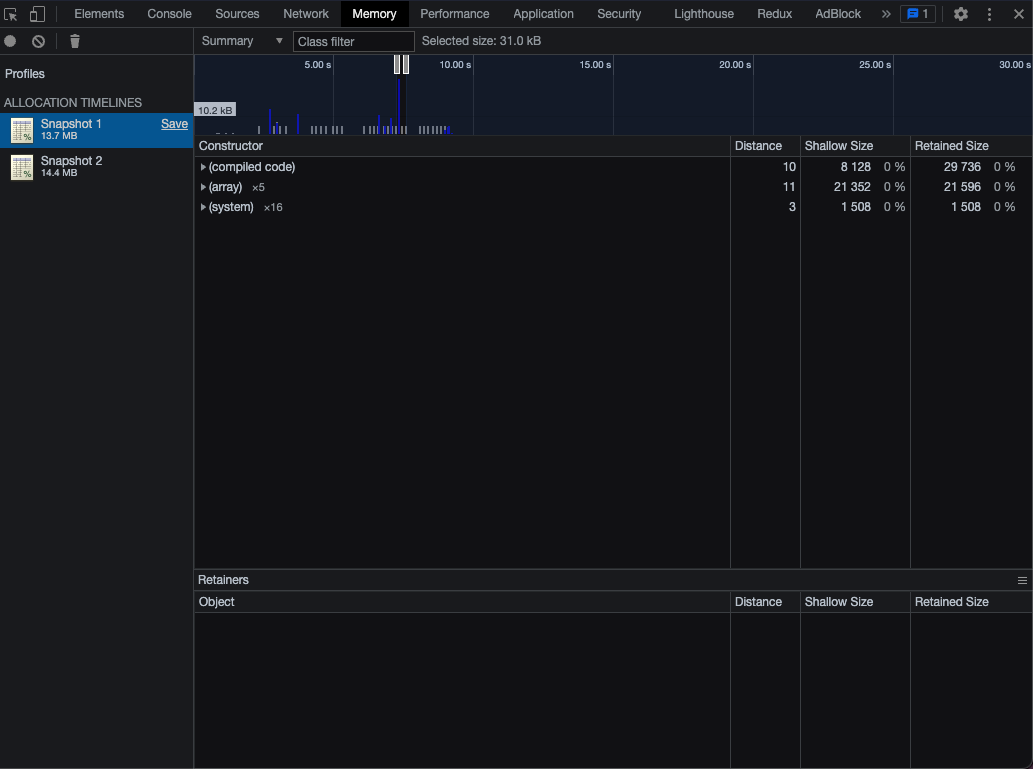 Elements Console Sources Network Memory Performance Application Security Lighthouse Redux AdBlock » 1
Summary ▼ Class filter Selected size: 31.0 kB
Profiles
ALLOCATION TIMELINES
Snapshot 1 Save
13.7 MB
Snapshot 2
14.4 MB
5.00 s 10.00 s 15.00 s 20.00 s 25.00 s 30.00 s
10.2 kB
Constructor Distance Shallow Size Retained Size
(compiled code) 10 8 128 0 % 29 736 0 %
(array) ×5 11 21 352 0 % 21 596 0 %
(system) ×16 3 1 508 0 % 1 508 0 %
Retainers
Object Distance Shallow Size Retained Size